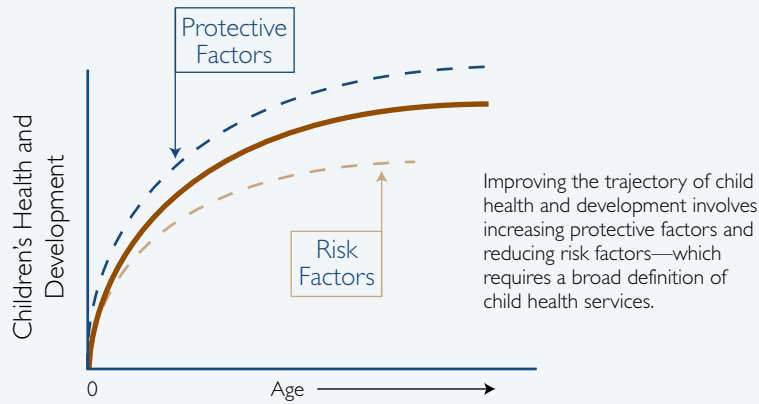 Protective
Factors
Children's Health and
Development
Risk
Factors
Improving the trajectory of child
health and development involves
increasing protective factors and
reducing risk factors—which
requires a broad definition of
child health services.
0
Age